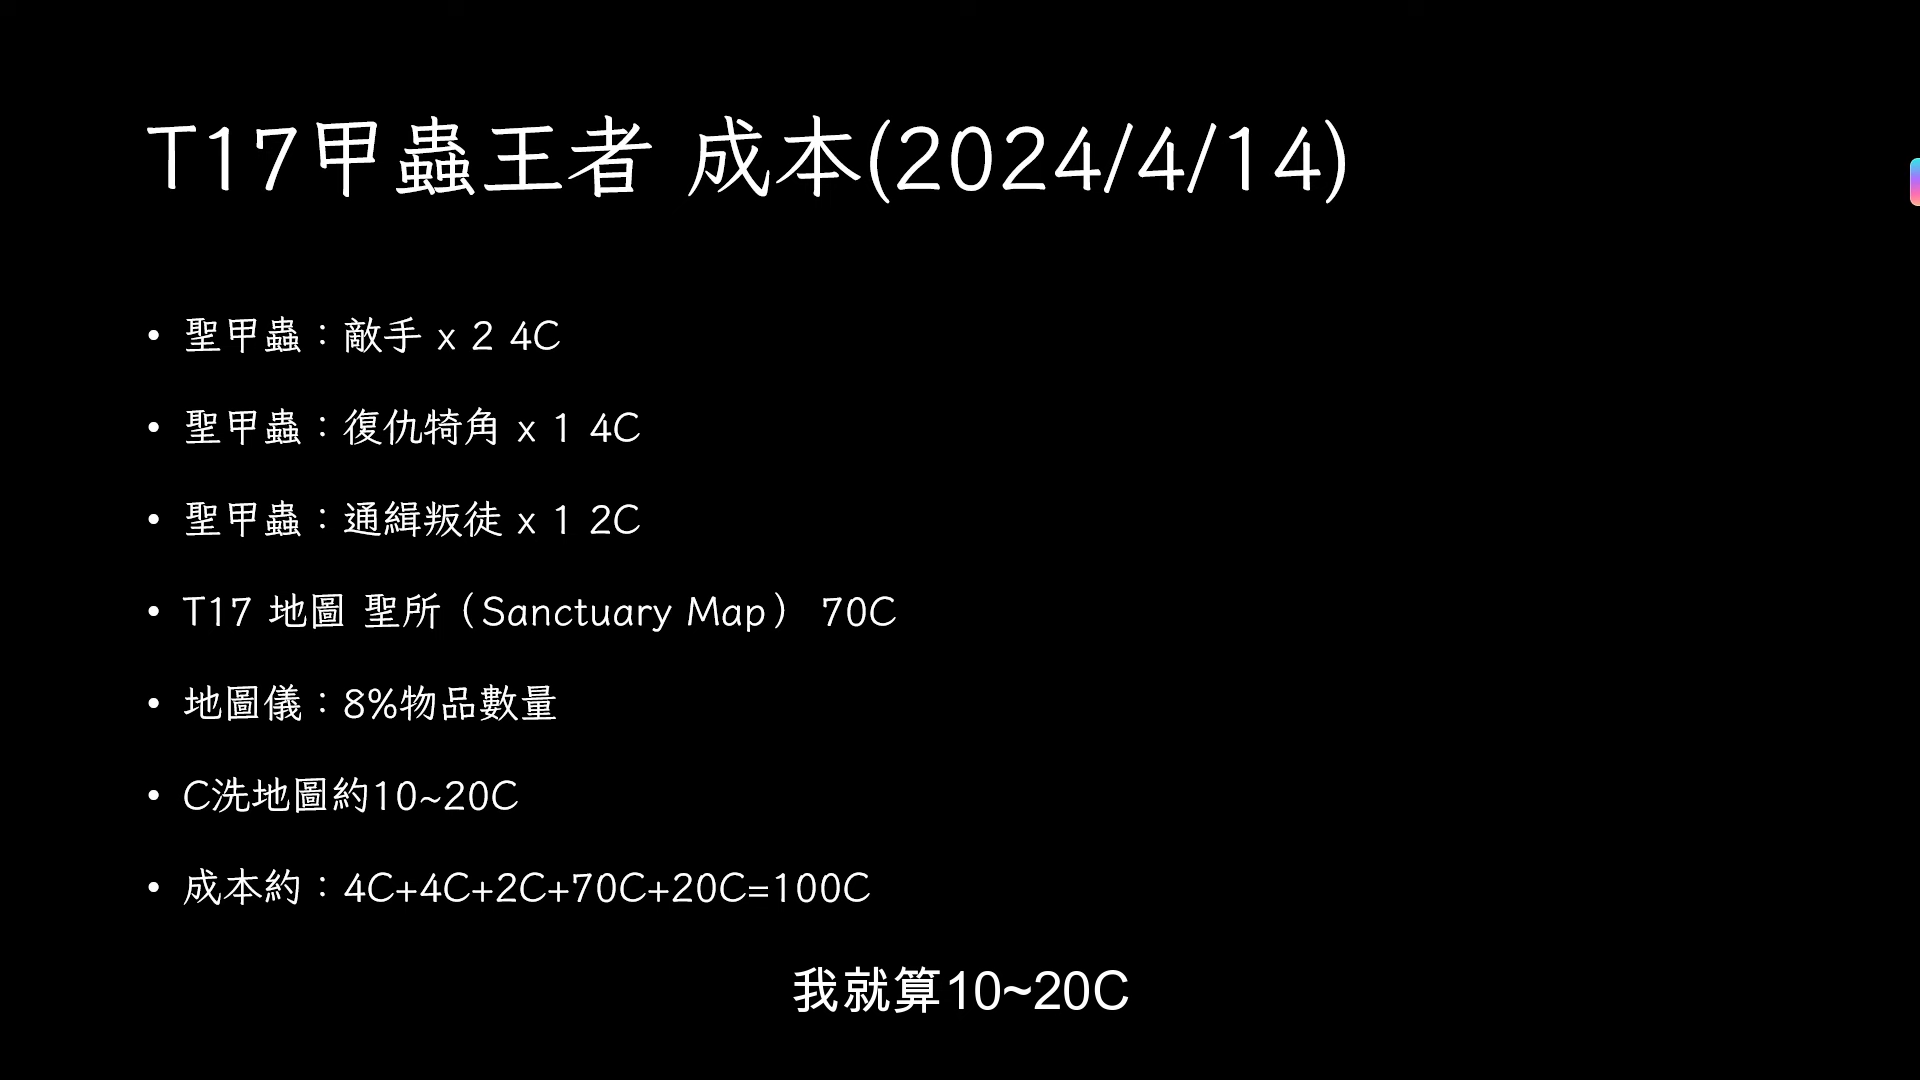 T17甲蟲王者 成本(2024/4/14)
• 聖甲蟲：敵手 x 2 4C
• 聖甲蟲：復仇犄角 x 1 4C
• 聖甲蟲：通緝叛徒 x 1 2C
• T17 地圖 聖所（Sanctuary Map） 70C
• 地圖儀：8%物品數量
• C洗地圖約10~20C
• 成本約：4C+4C+2C+70C+20C=100C
我就算10~20C